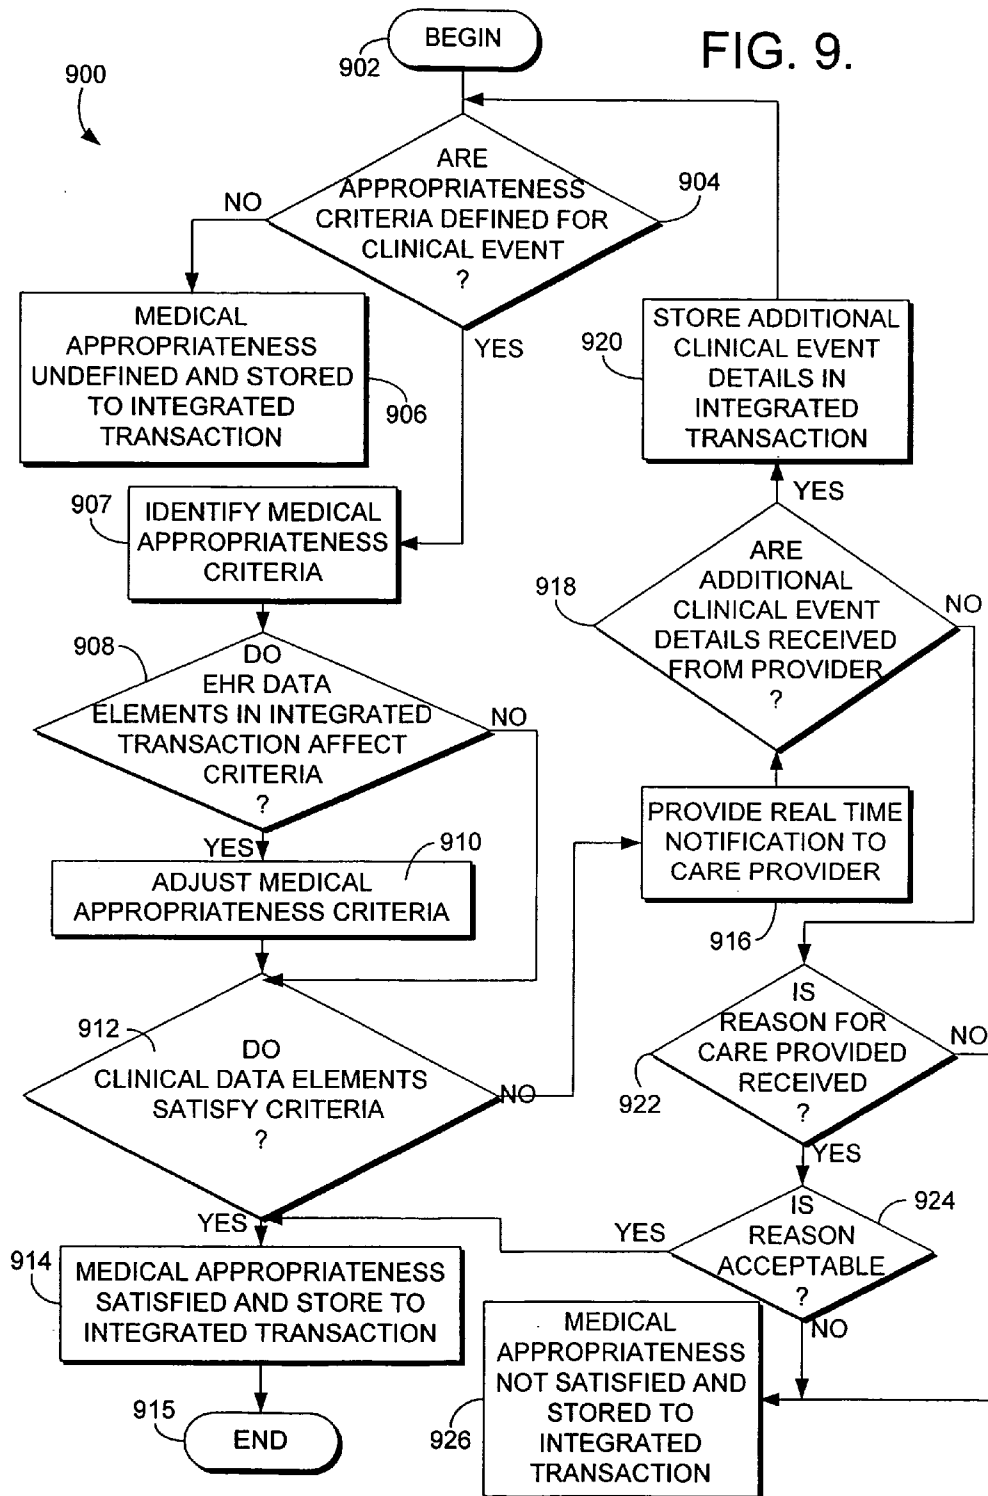 BEGIN
902
FIG. 9.
900
ARE
APPROPRIATENESS
CRITERIA DEFINED FOR
CLINICAL EVENT
?
904
NO
YES
MEDICAL
APPROPRIATENESS
UNDEFINED AND STORED
TO INTEGRATED
TRANSACTION
906
907
IDENTIFY MEDICAL
APPROPRIATENESS
CRITERIA
908
DO
EHR DATA
ELEMENTS IN INTEGRATED
TRANSACTION AFFECT
CRITERIA
?
NO
YES
910
ADJUST MEDICAL
APPROPRIATENESS CRITERIA
912
DO
CLINICAL DATA ELEMENTS
SATISFY CRITERIA
?
NO
YES
914
MEDICAL APPROPRIATENESS
SATISFIED AND STORE TO
INTEGRATED TRANSACTION
915
END
920
STORE ADDITIONAL
CLINICAL EVENT
DETAILS IN
INTEGRATED
TRANSACTION
YES
918
ARE
ADDITIONAL
CLINICAL EVENT
DETAILS RECEIVED
FROM PROVIDER
?
NO
PROVIDE REAL TIME
NOTIFICATION TO
CARE PROVIDER
916
IS
REASON FOR
CARE PROVIDED
RECEIVED
?
922
NO
YES
IS
REASON
ACCEPTABLE
?
924
YES
NO
MEDICAL
APPROPRIATENESS
NOT SATISFIED AND
STORED TO
INTEGRATED
TRANSACTION
926